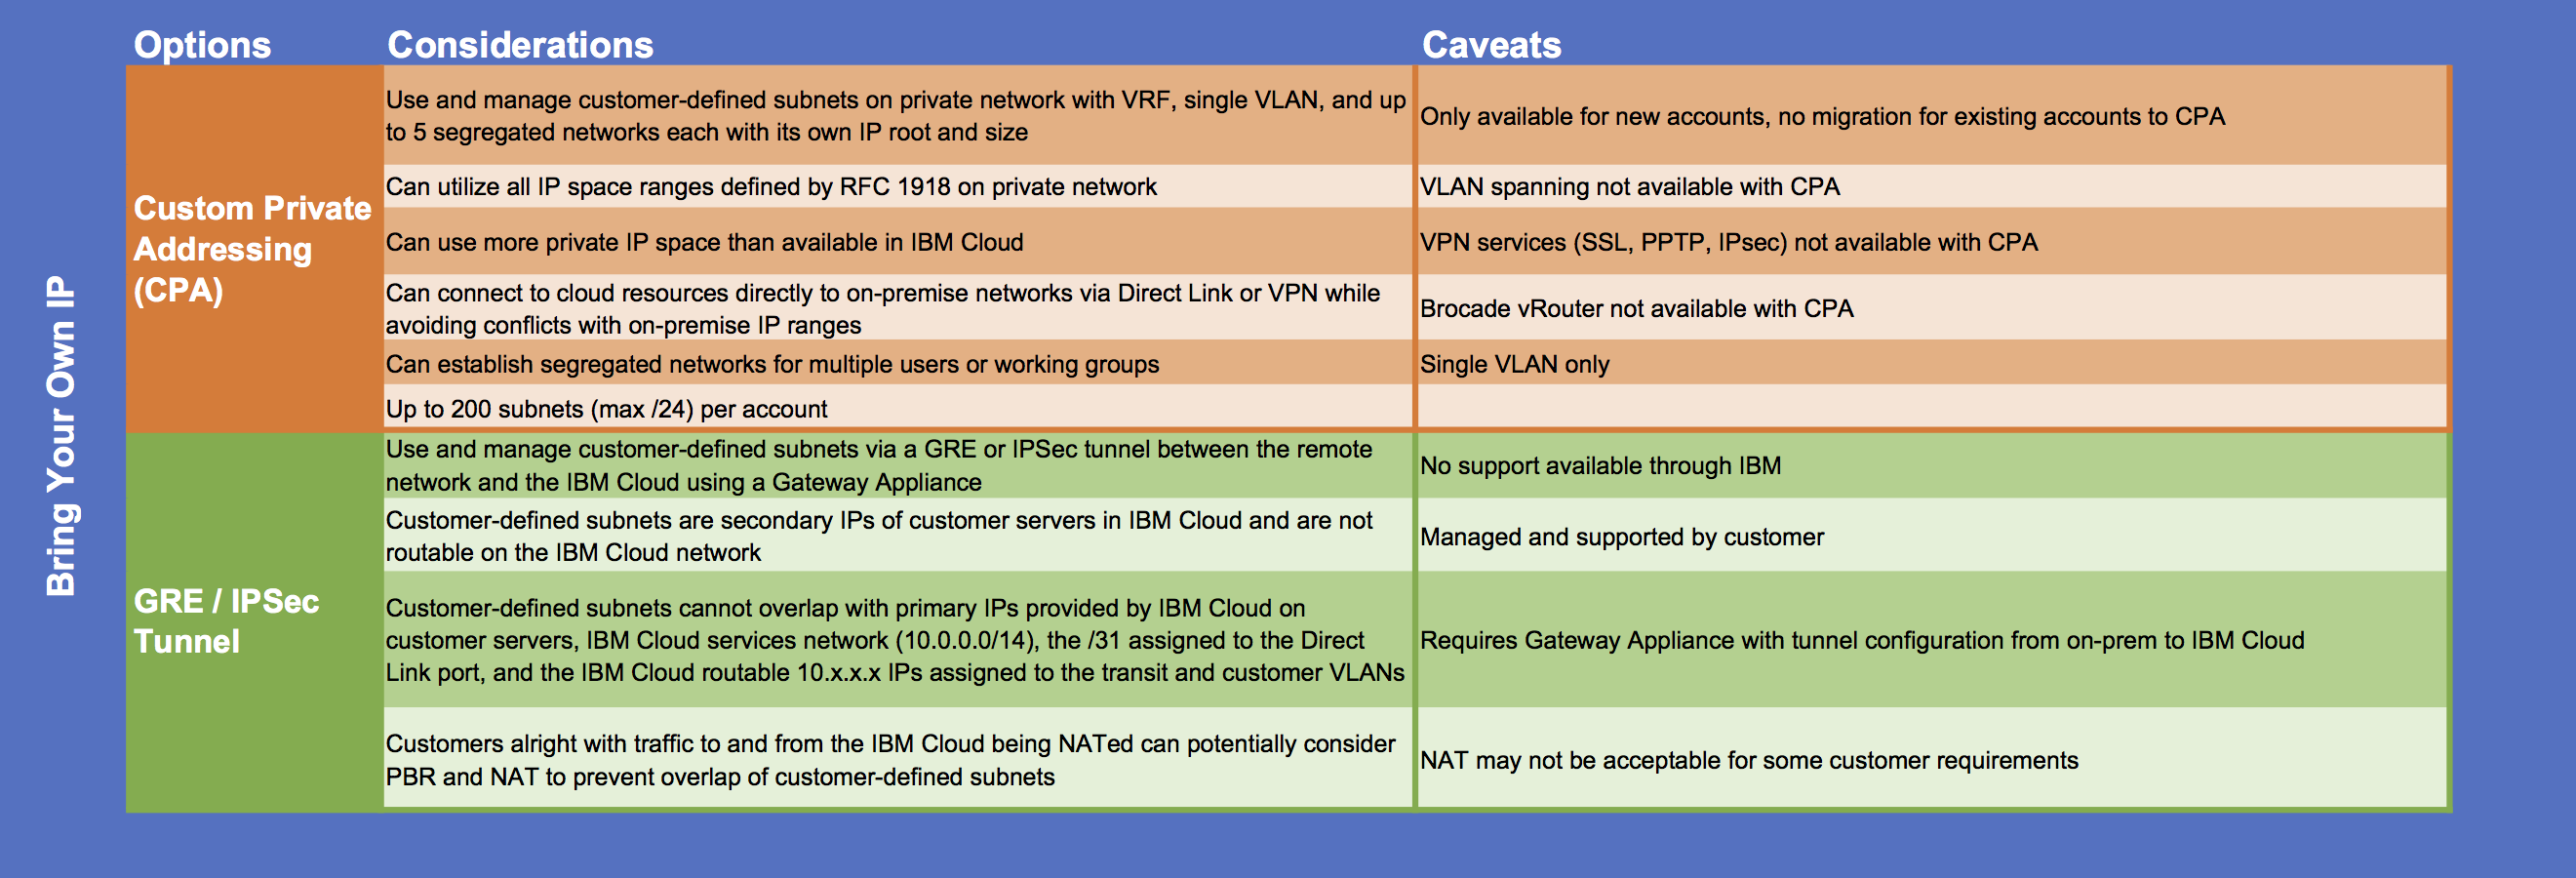 Bring Your Own IP
Options
Considerations
Caveats
Custom Private
Addressing
(CPA)
Use and manage customer-defined subnets on private network with VRF, single VLAN, and up
to 5 segregated networks each with its own IP root and size
Only available for new accounts, no migration for existing accounts to CPA
Can utilize all IP space ranges defined by RFC 1918 on private network
VLAN spanning not available with CPA
Can use more private IP space than available in IBM Cloud
VPN services (SSL, PPTP, IPsec) not available with CPA
Can connect to cloud resources directly to on-premise networks via Direct Link or VPN while
avoiding conflicts with on-premise IP ranges
Brocade vRouter not available with CPA
Can establish segregated networks for multiple users or working groups
Single VLAN only
Up to 200 subnets (max /24) per account
GRE / IPSec
Tunnel
Use and manage customer-defined subnets via a GRE or IPSec tunnel between the remote
network and the IBM Cloud using a Gateway Appliance
No support available through IBM
Customer-defined subnets are secondary IPs of customer servers in IBM Cloud and are not
routable on the IBM Cloud network
Managed and supported by customer
Customer-defined subnets cannot overlap with primary IPs provided by IBM Cloud on
customer servers, IBM Cloud services network (10.0.0.0/14), the /31 assigned to the Direct
Link port, and the IBM Cloud routable 10.x.x.x IPs assigned to the transit and customer VLANs
Requires Gateway Appliance with tunnel configuration from on-prem to IBM Cloud
Customers alright with traffic to and from the IBM Cloud being NATed can potentially consider
PBR and NAT to prevent overlap of customer-defined subnets
NAT may not be acceptable for some customer requirements